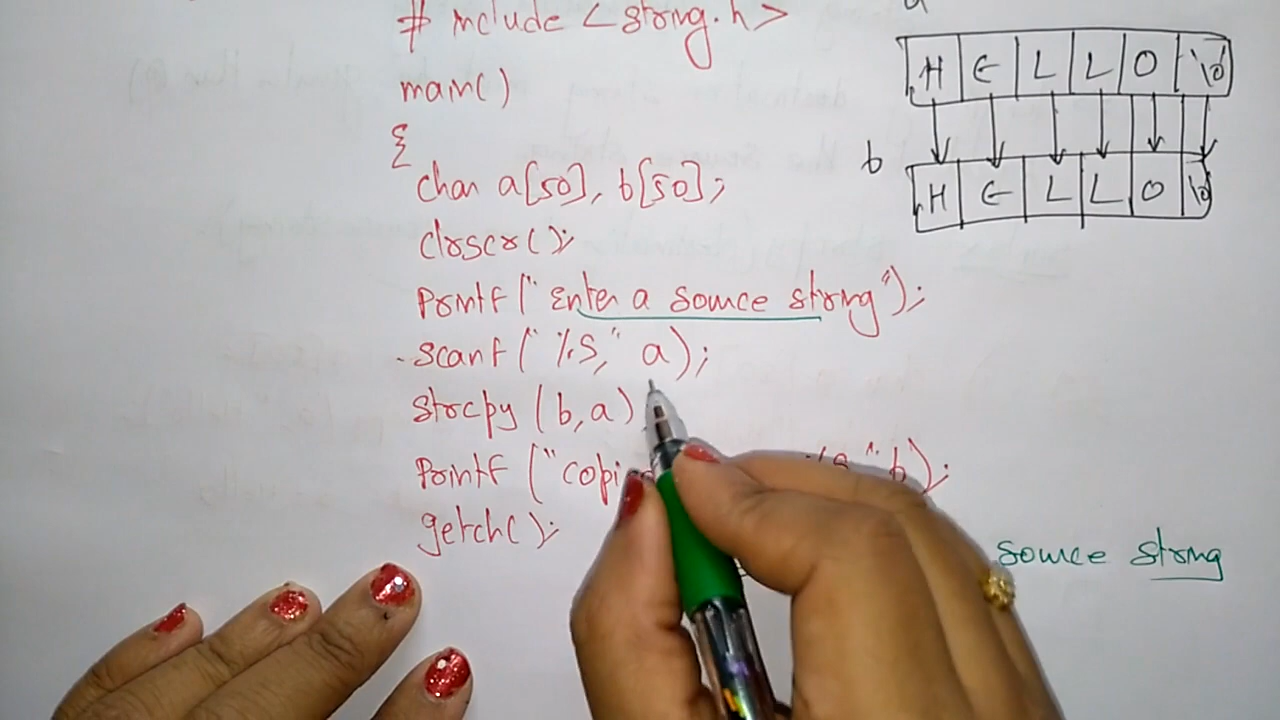 # include <string.h>
main()
{
char a[50], b[50];
clrscr();
Printf("Enter a source string");
scanf("%s," a);
strcpy (b,a)
Printf ("copi %s" b);
getch();
a
H E L L O '\0'
b
H E L L O \0
source string